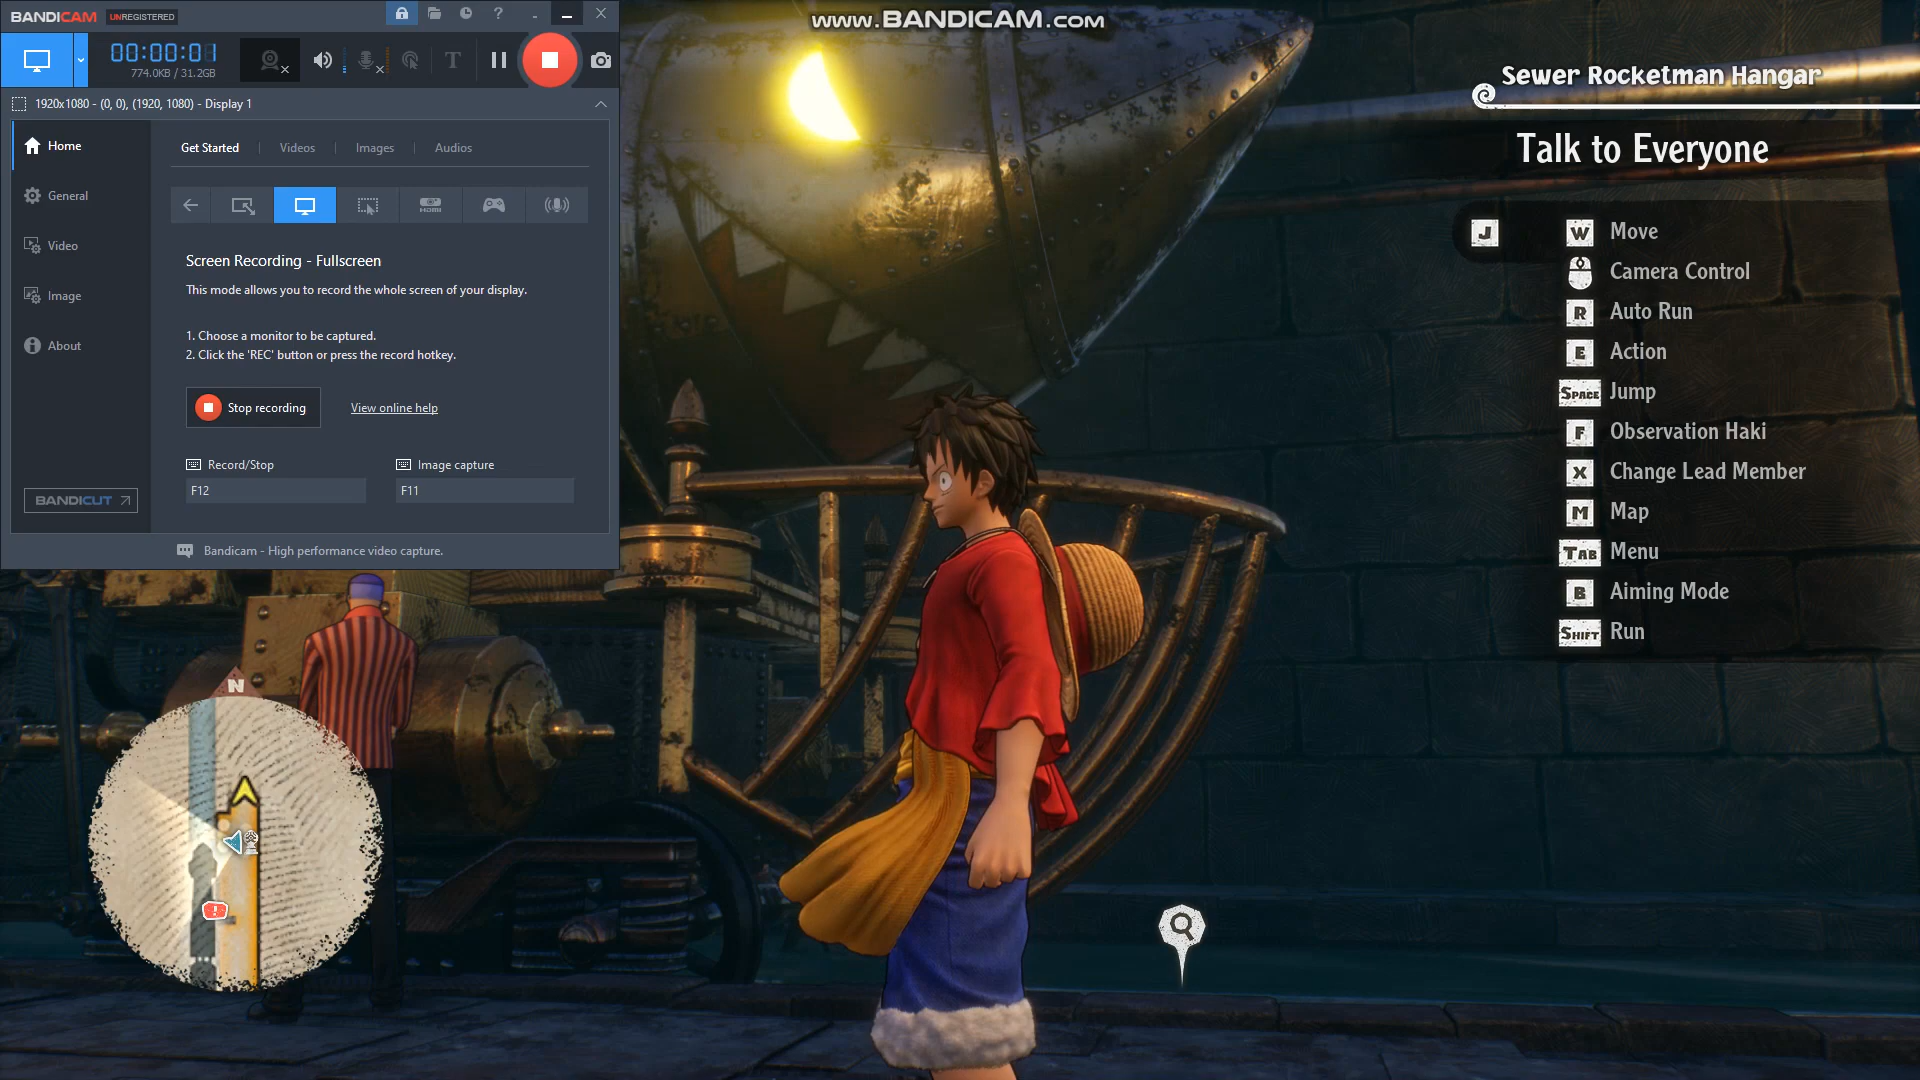 BANDICAM UNREGISTERED
www.BANDICAM.com
00:00:01
774.0KB / 31.2GB
1920x1080 - (0, 0), (1920, 1080) - Display 1
Home
General
Video
Image
About
BANDICUT
Get Started
Videos
Images
Audios
HDMI
Screen Recording - Fullscreen
This mode allows you to record the whole screen of your display.
1. Choose a monitor to be captured.
2. Click the 'REC' button or press the record hotkey.
Stop recording
View online help
Record/Stop
Image capture
F12
F11
Bandicam - High performance video capture.
Sewer Rocketman Hangar
Talk to Everyone
J
W Move
Camera Control
R Auto Run
E Action
SPACE Jump
F Observation Haki
X Change Lead Member
M Map
TAB Menu
B Aiming Mode
SHIFT Run
N